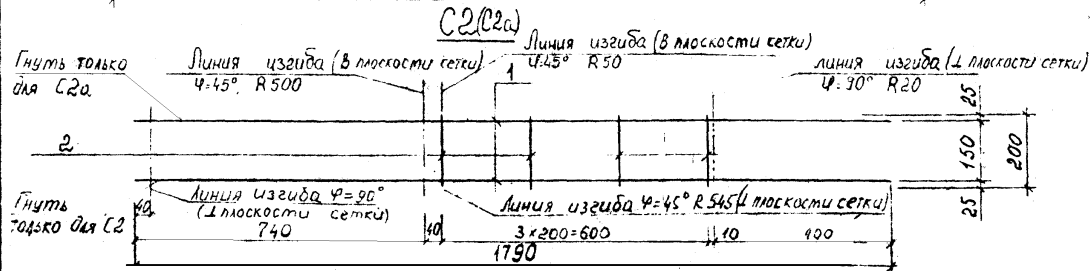 С2(С2а)
Гнуть только
для С2а
Линия изгиба (в плоскости сетки)
φ=45°, R500
Линия изгиба (в плоскости сетки)
φ=45° R50
1
линия изгиба (⊥ плоскости сетки)
φ=90° R20
25
150
200
25
2
Гнуть
только для С2
Линия изгиба φ=90°
(⊥ плоскости сетки)
Линия изгиба φ=45° R545 (⊥ плоскости сетки)
40
740
40
3×200=600
10
400
1790